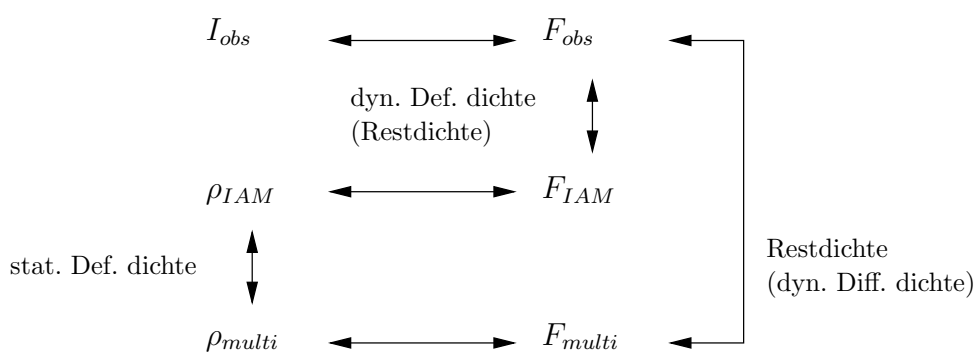 I_obs F_obs
dyn. Def. dichte
(Restdichte)
ρ_IAM F_IAM
stat. Def. dichte
Restdichte
(dyn. Diff. dichte)
ρ_multi F_multi